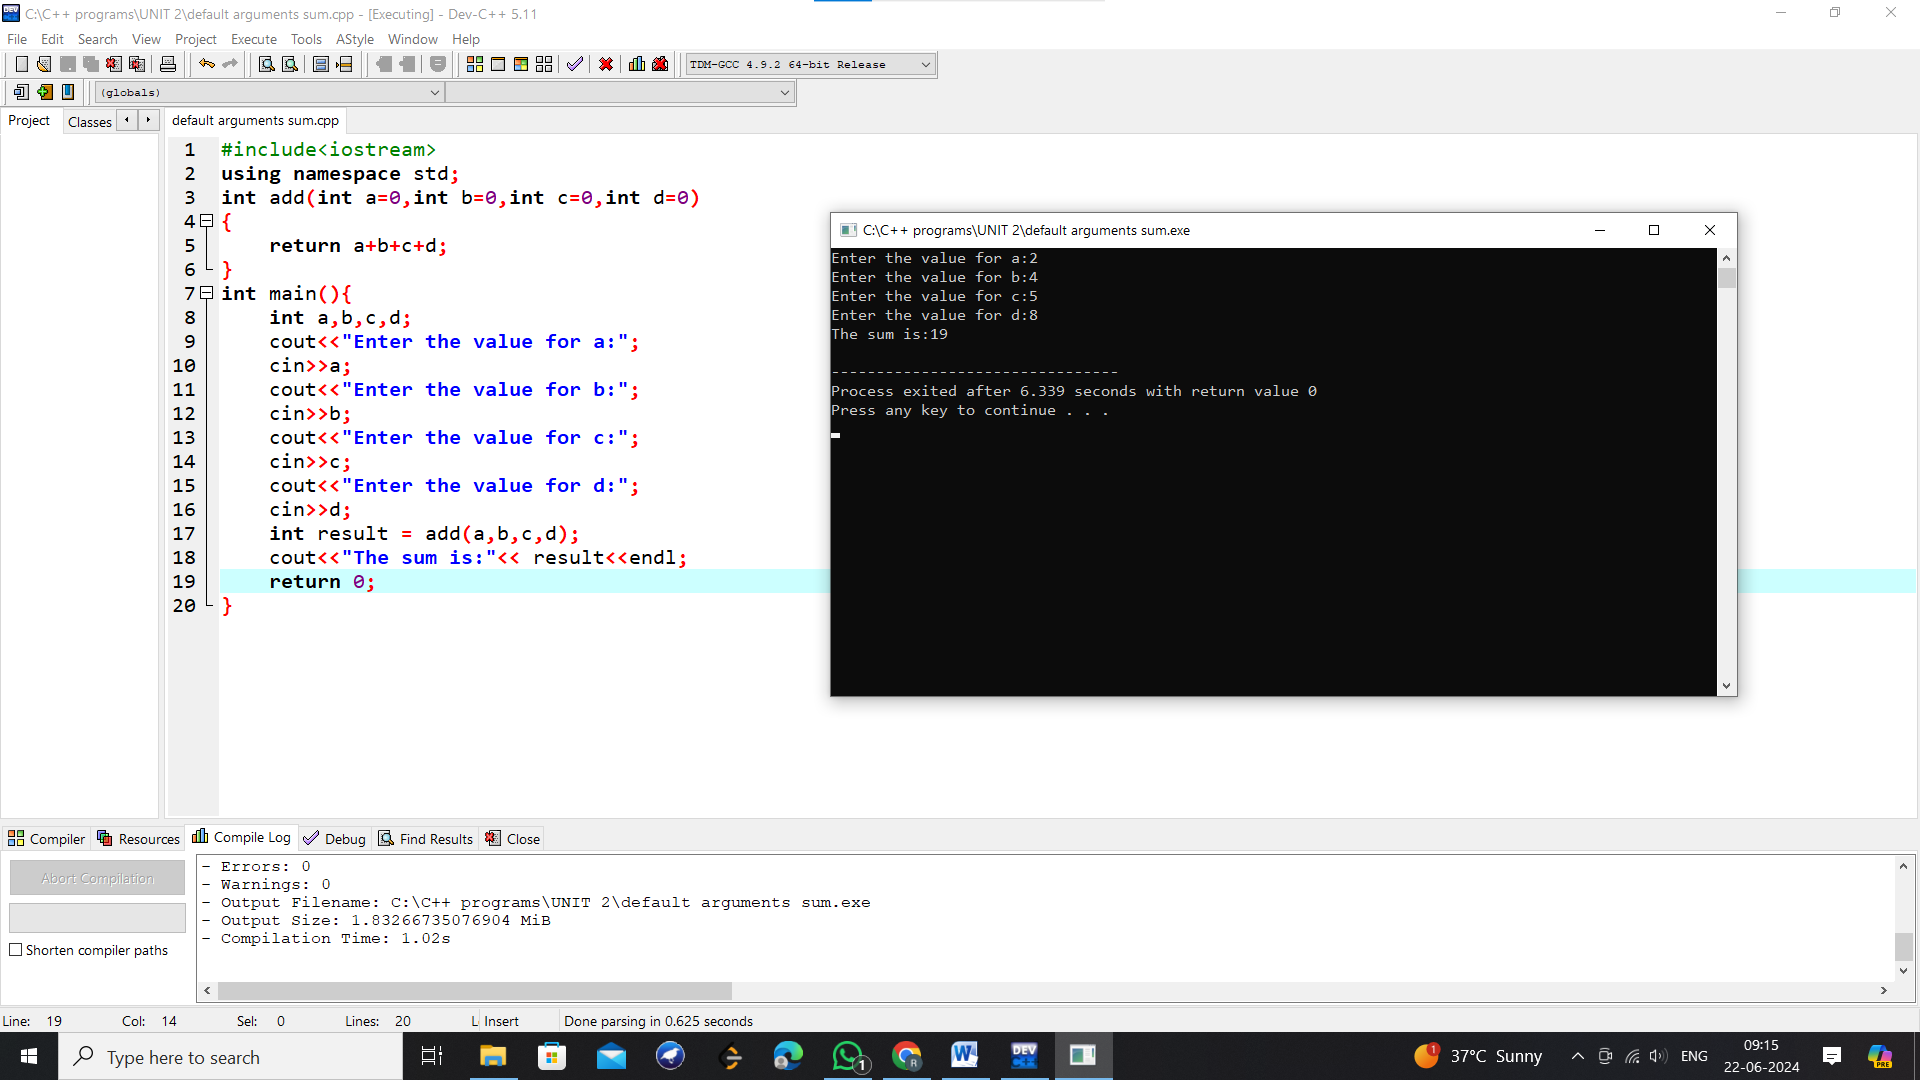 C:\C++ programs\UNIT 2\default arguments sum.cpp - [Executing] - Dev-C++ 5.11
File Edit Search View Project Execute Tools AStyle Window Help
TDM-GCC 4.9.2 64-bit Release
(globals)
Project Classes
default arguments sum.cpp
1 #include<iostream>
2 using namespace std;
3 int add(int a=0,int b=0,int c=0,int d=0)
4 {
5 return a+b+c+d;
6 }
7 int main(){
8 int a,b,c,d;
9 cout<<"Enter the value for a:";
10 cin>>a;
11 cout<<"Enter the value for b:";
12 cin>>b;
13 cout<<"Enter the value for c:";
14 cin>>c;
15 cout<<"Enter the value for d:";
16 cin>>d;
17 int result = add(a,b,c,d);
18 cout<<"The sum is:"<< result<<endl;
19 return 0;
20 }
C:\C++ programs\UNIT 2\default arguments sum.exe
Enter the value for a:2
Enter the value for b:4
Enter the value for c:5
Enter the value for d:8
The sum is:19
--------------------------------
Process exited after 6.339 seconds with return value 0
Press any key to continue . . .
Compiler Resources Compile Log Debug Find Results Close
Abort Compilation
Shorten compiler paths
- Errors: 0
- Warnings: 0
- Output Filename: C:\C++ programs\UNIT 2\default arguments sum.exe
- Output Size: 1.83266735076904 MiB
- Compilation Time: 1.02s
Line: 19 Col: 14 Sel: 0 Lines: 20 L Insert Done parsing in 0.625 seconds
Type here to search
1
R
W
DEV
1
37°C Sunny
ENG
09:15
22-06-2024
PRE